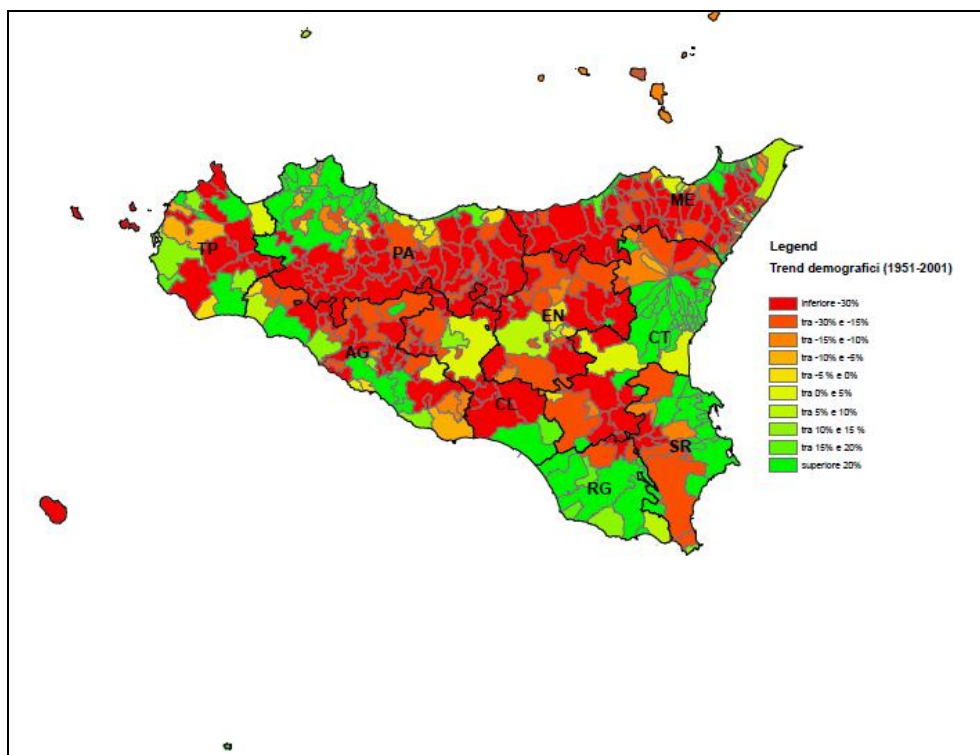 ME
TP
PA
EN
AG
CT
CL
SR
RG
Legend
Trend demografici (1951-2001)
inferiore -30%
tra -30% e -15%
tra -15% e -10%
tra -10% e -5%
tra -5 % e 0%
tra 0% e 5%
tra 5% e 10%
tra 10% e 15 %
tra 15% e 20%
superiore 20%